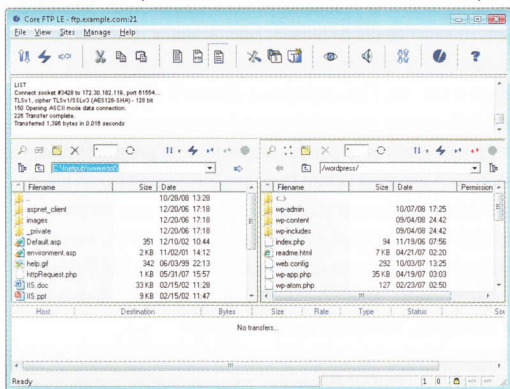 Core FTP LE - ftp.example.com:21
File View Sites Manage Help
LIST
Connect socket #3428 to 172.30.182.119, port 61554...
TLSv1, cipher TLSv1/SSLv3 (AES128-SHA) - 128 bit
150 Opening ASCII mode data connection.
226 Transfer complete.
Transferred 1,396 bytes in 0.016 seconds
C:\Inetpub\wwwroot\
/wordpress/
^ Filename Size Date
.. 10/28/08 13:28
aspnet_client 12/20/06 17:18
images 12/20/06 17:18
_private 12/20/06 17:18
Default.asp 351 12/10/02 10:44
environment.asp 2 KB 11/02/01 14:12
help.gif 342 06/03/99 22:13
httpRequest.php 1 KB 05/31/07 15:57
IIS.doc 33 KB 02/15/02 11:28
IIS.ppt 9 KB 02/15/02 11:47
^ Filename Size Date Permission
<..>
wp-admin 10/07/08 17:25
wp-content 09/04/08 24:42
wp-includes 09/04/08 24:42
index.php 94 11/19/06 07:56
readme.html 7 KB 04/21/07 02:20
web.config 292 10/03/07 13:25
wp-app.php 35 KB 04/19/07 03:03
wp-atom.php 127 02/23/07 02:50
Host Destination Bytes Size Rate Type Status
No transfers...
Ready
1 0